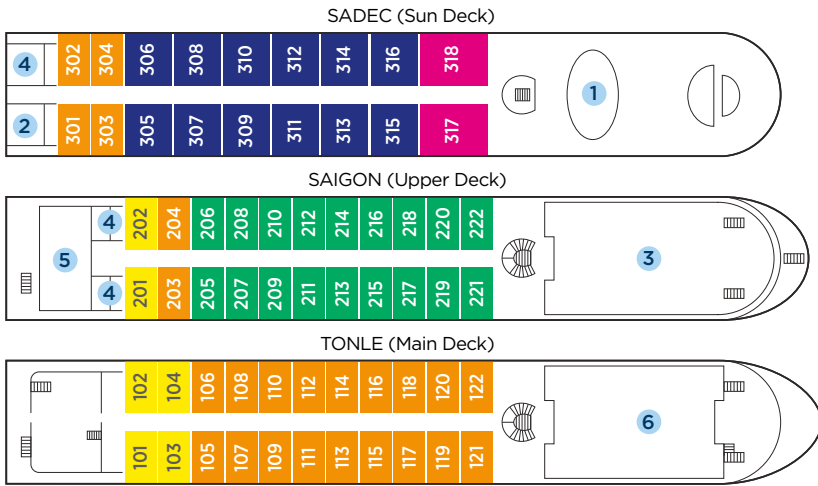 SADEC (Sun Deck)
4 302 304 306 308 310 312 314 316 318
1
2 301 303 305 307 309 311 313 315 317
SAIGON (Upper Deck)
4 202 204 206 208 210 212 214 216 218 220 222
5 3
4 201 203 205 207 209 211 213 215 217 219 221
TONLE (Main Deck)
102 104 106 108 110 112 114 116 118 120 122
6
101 103 105 107 109 111 113 115 117 119 121